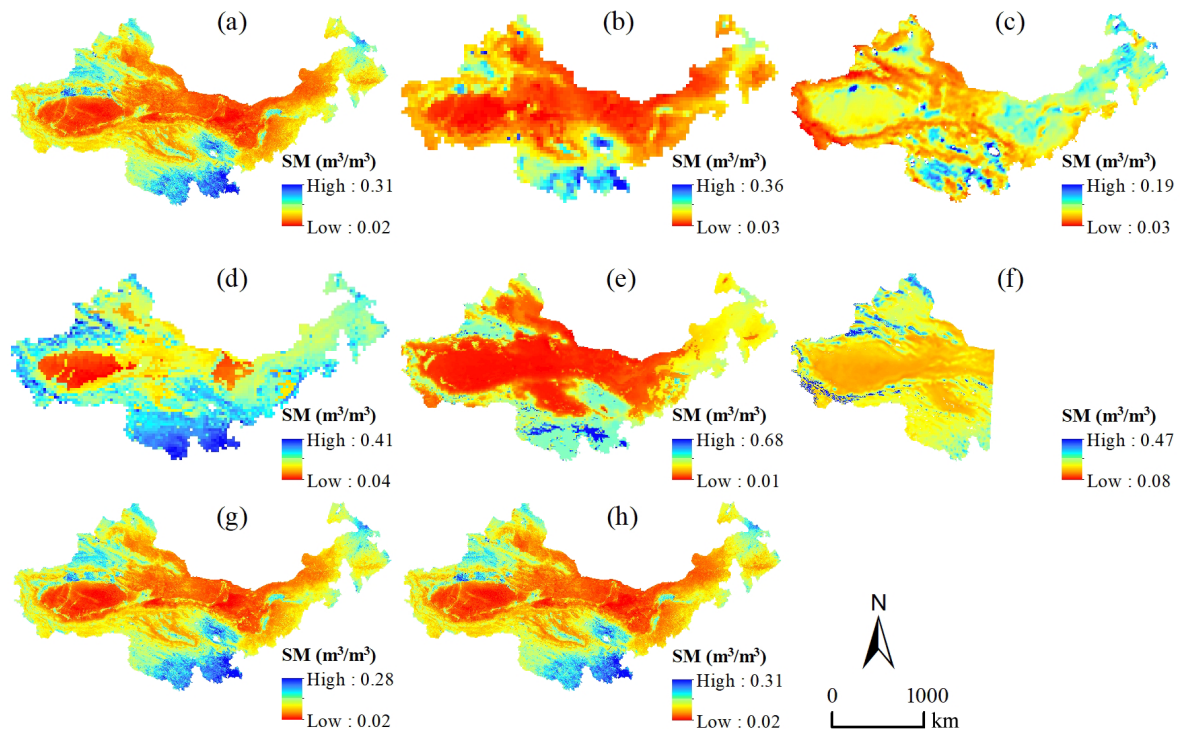 (a)
SM (m³/m³)
High : 0.31
Low : 0.02
(b)
SM (m³/m³)
High : 0.36
Low : 0.03
(c)
SM (m³/m³)
High : 0.19
Low : 0.03
(d)
SM (m³/m³)
High : 0.41
Low : 0.04
(e)
SM (m³/m³)
High : 0.68
Low : 0.01
(f)
SM (m³/m³)
High : 0.47
Low : 0.08
(g)
SM (m³/m³)
High : 0.28
Low : 0.02
(h)
SM (m³/m³)
High : 0.31
Low : 0.02
N
0 1000
km